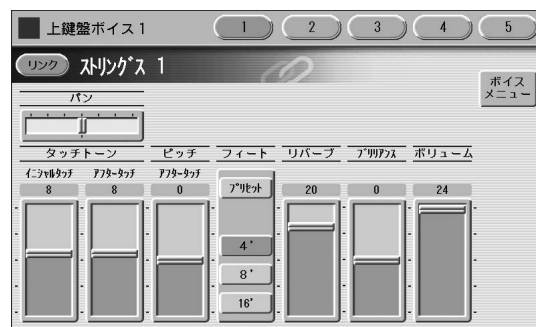 上鍵盤ボイス1 1 2 3 4 5
リンク ストリングス 1
ボイス
メニュー
パン
タッチトーン ピッチ フィート リバーブ ブリリアンス ボリューム
イニシャルタッチ アフタータッチ アフタータッチ
8 8 0 プリセット 20 0 24
4'
8'
16'